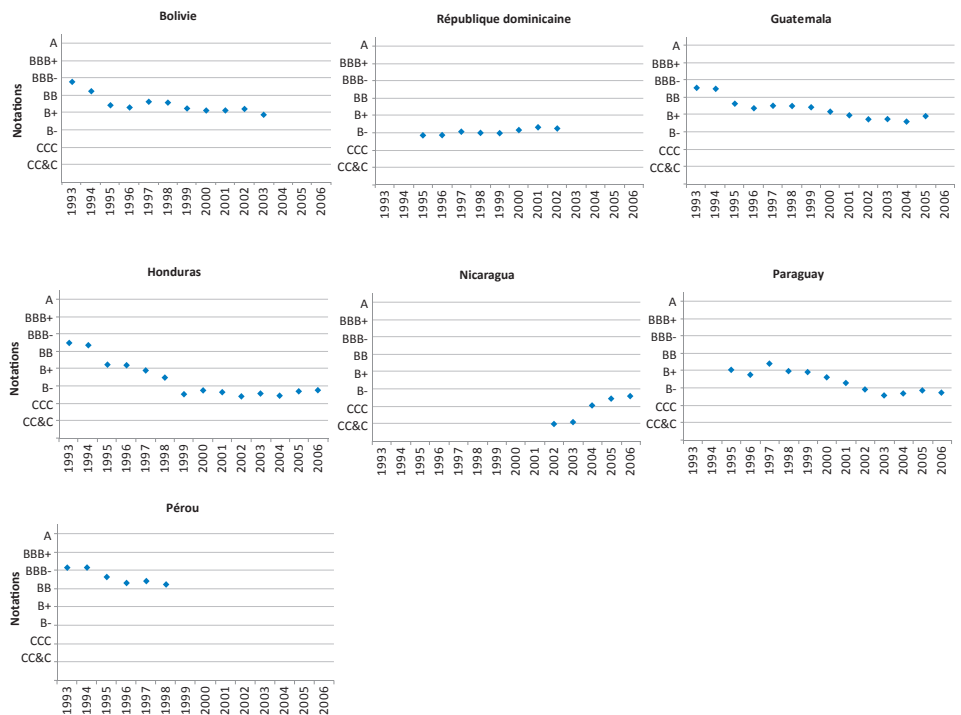 Bolivie
Notations
A
BBB+
BBB-
BB
B+
B-
CCC
CC&C
1993 1994 1995 1996 1997 1998 1999 2000 2001 2002 2003 2004 2005 2006
République dominicaine
A
BBB+
BBB-
BB
B+
B-
CCC
CC&C
1993 1994 1995 1996 1997 1998 1999 2000 2001 2002 2003 2004 2005 2006
Guatemala
A
BBB+
BBB-
BB
B+
B-
CCC
CC&C
1993 1994 1995 1996 1997 1998 1999 2000 2001 2002 2003 2004 2005 2006
Honduras
Notations
A
BBB+
BBB-
BB
B+
B-
CCC
CC&C
1993 1994 1995 1996 1997 1998 1999 2000 2001 2002 2003 2004 2005 2006
Nicaragua
A
BBB+
BBB-
BB
B+
B-
CCC
CC&C
1993 1994 1995 1996 1997 1998 1999 2000 2001 2002 2003 2004 2005 2006
Paraguay
A
BBB+
BBB-
BB
B+
B-
CCC
CC&C
1993 1994 1995 1996 1997 1998 1999 2000 2001 2002 2003 2004 2005 2006
Pérou
Notations
A
BBB+
BBB-
BB
B+
B-
CCC
CC&C
1993 1994 1995 1996 1997 1998 1999 2000 2001 2002 2003 2004 2005 2006